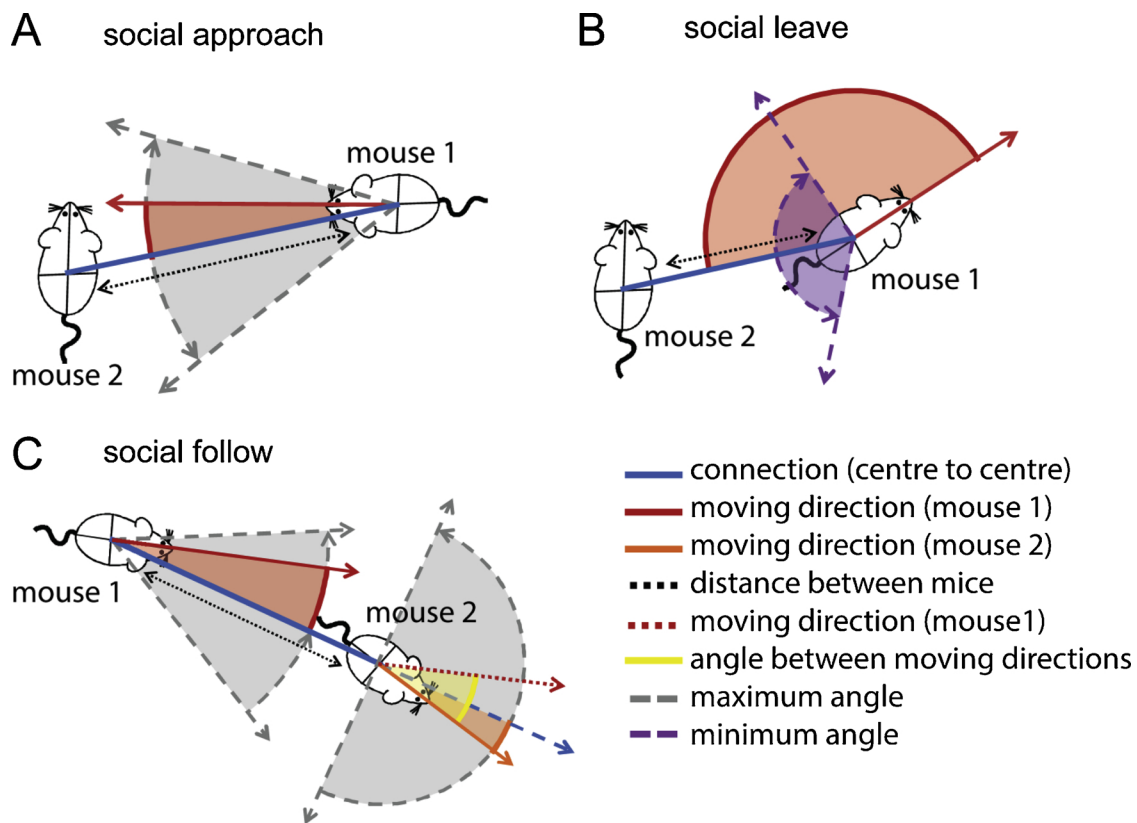 A social approach
B social leave
mouse 1
mouse 2
mouse 1
mouse 2
C social follow
mouse 1
mouse 2
connection (centre to centre)
moving direction (mouse 1)
moving direction (mouse 2)
distance between mice
moving direction (mouse1)
angle between moving directions
maximum angle
minimum angle